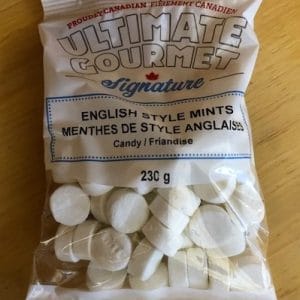 PROUDLY CANADIAN FIÈREMENT CANADIEN
ULTIMATE
GOURMET
Signature
ENGLISH STYLE MINTS
MENTHES DE STYLE ANGLAISES
Candy / Friandise
230 g